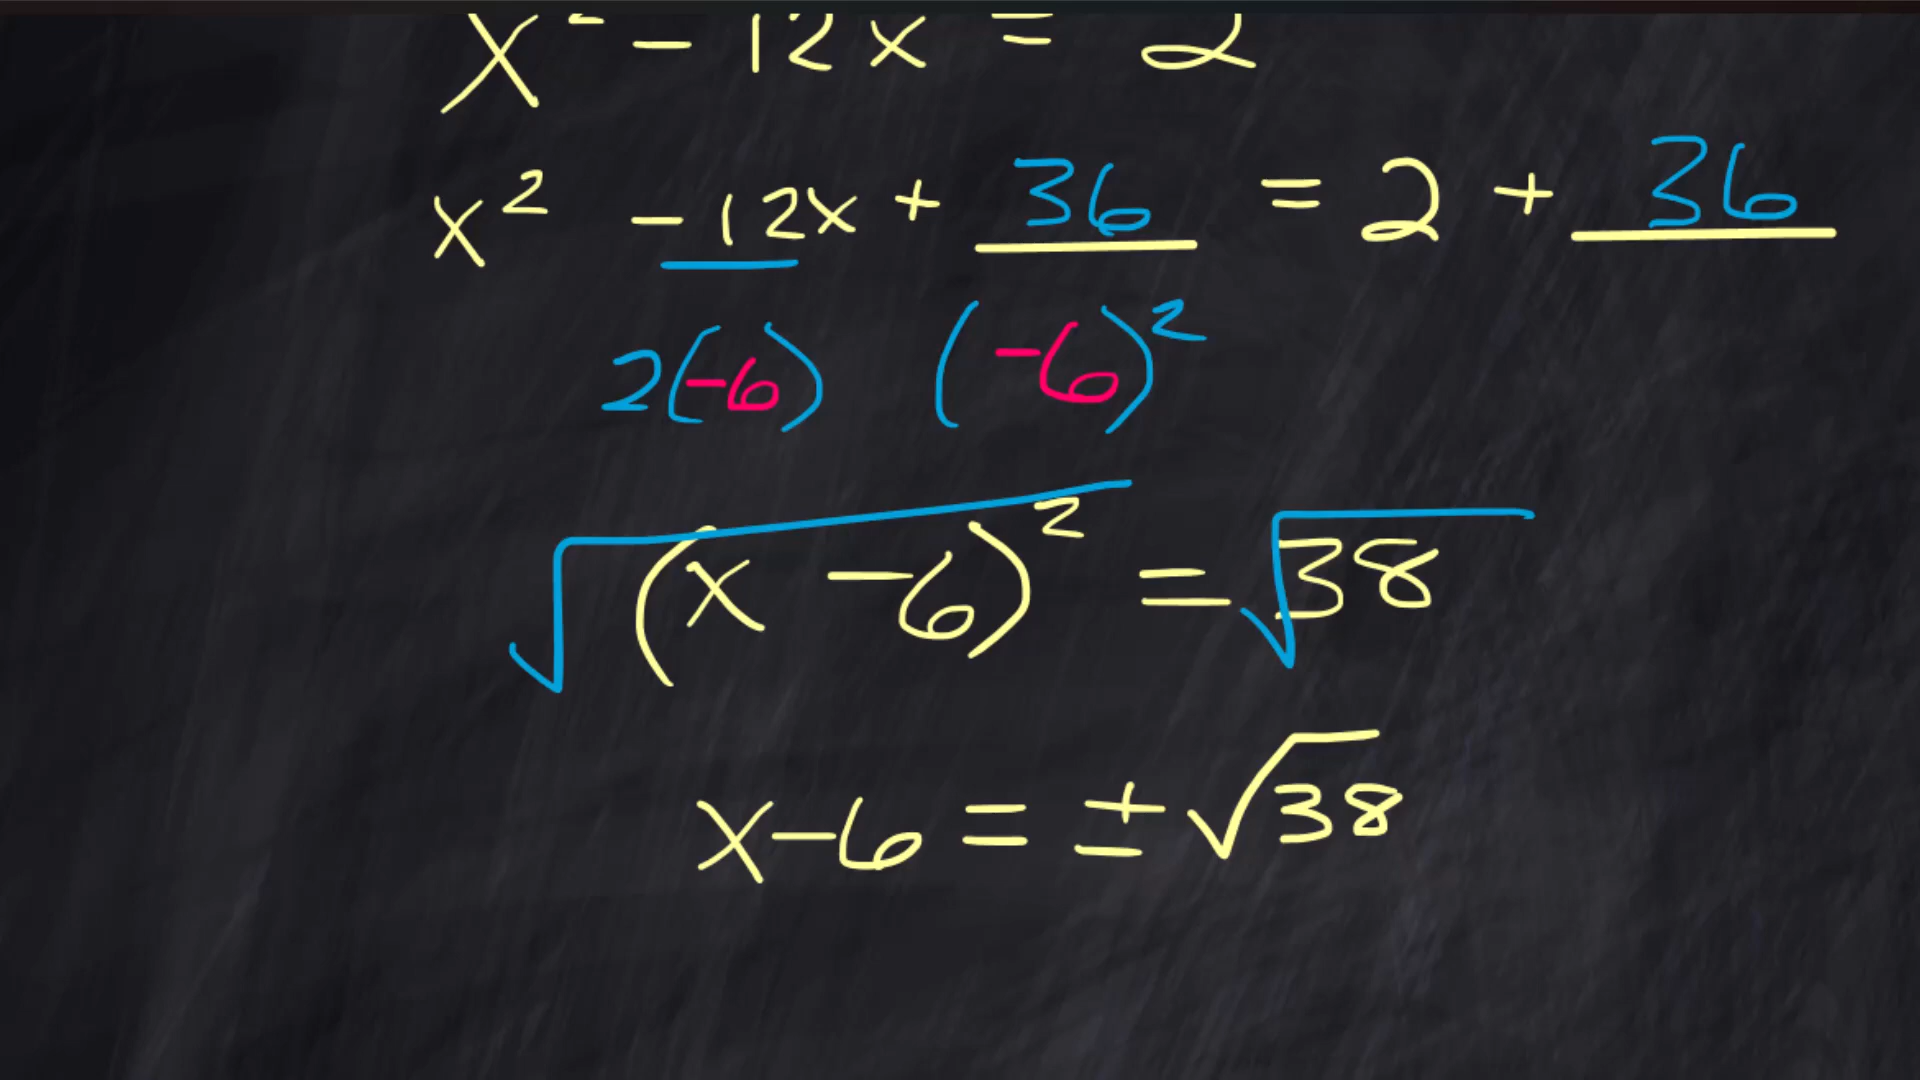 x² - 12x = 2
x² - 12x + 36 = 2 + 36
2(-6) (-6)²
√(x - 6)² = √38
x - 6 = ± √38